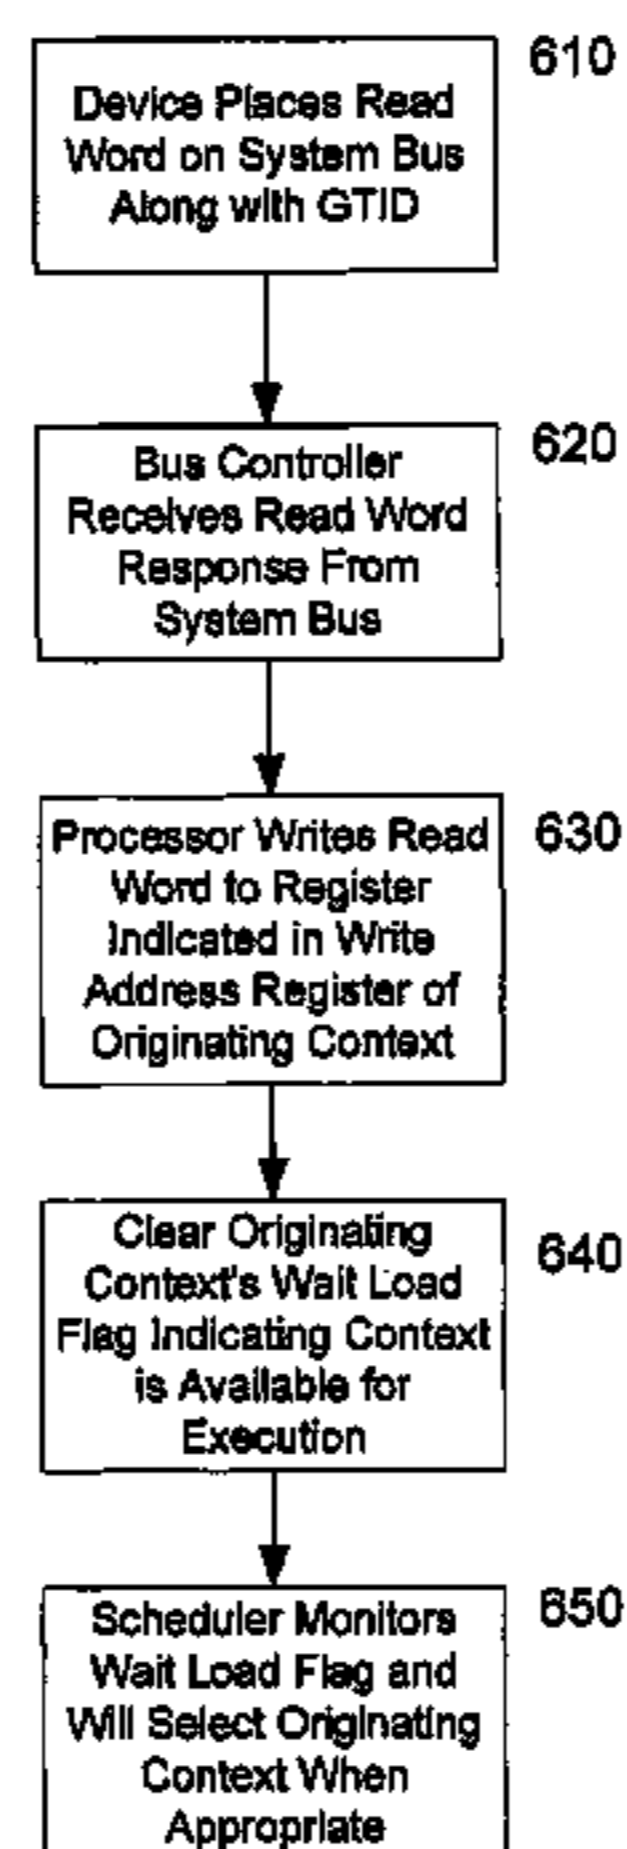 610
Device Places Read
Word on System Bus
Along with GTID
620
Bus Controller
Receives Read Word
Response From
System Bus
630
Processor Writes Read
Word to Register
Indicated in Write
Address Register of
Originating Context
640
Clear Originating
Context's Wait Load
Flag Indicating Context
is Available for
Execution
650
Scheduler Monitors
Wait Load Flag and
Will Select Originating
Context When
Appropriate